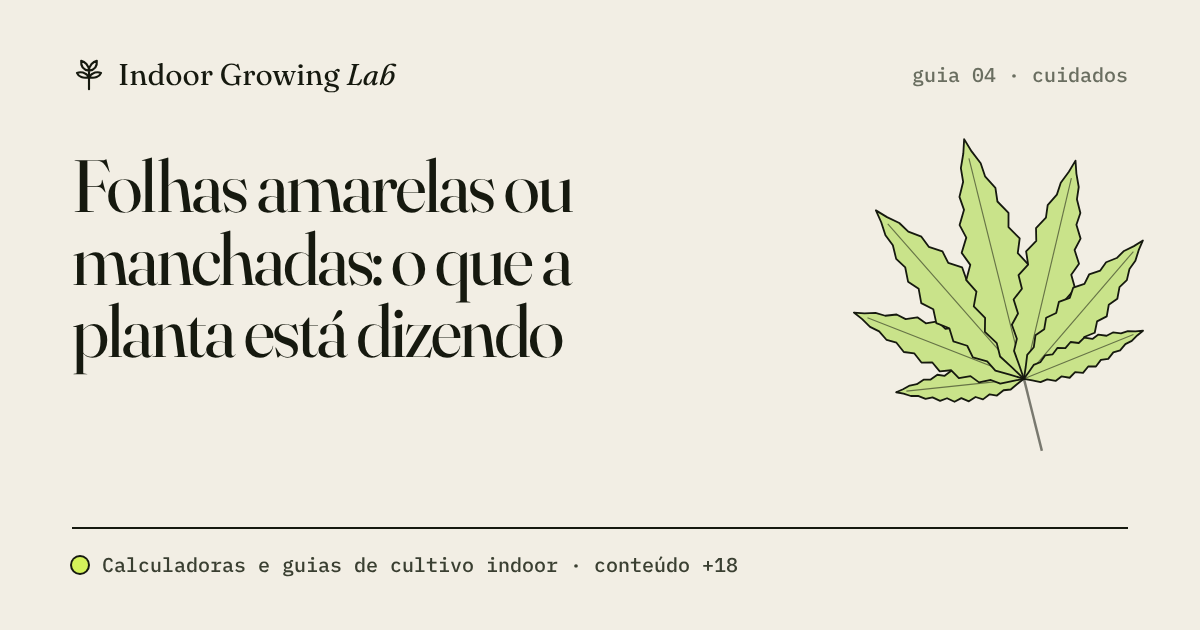 Indoor Growing Lab
guia 04 · cuidados
Folhas amarelas ou
manchadas: o que a
planta está dizendo
Calculadoras e guias de cultivo indoor · conteúdo +18